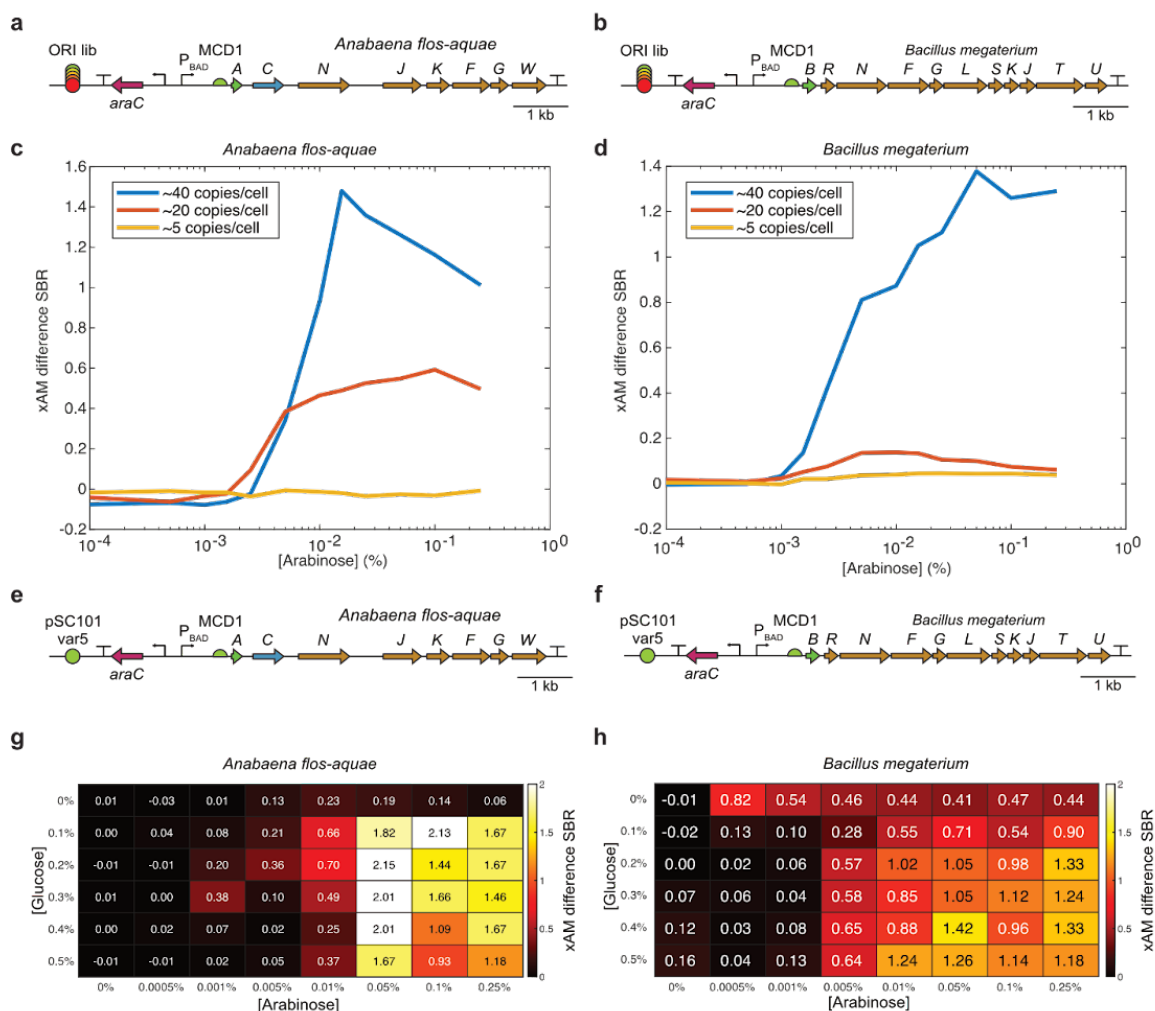 a
ORI lib
araC
PBAD
MCD1
Anabaena flos-aquae
A C N J K F G W
1 kb
b
ORI lib
araC
PBAD
MCD1
Bacillus megaterium
B R N F G L S K J T U
1 kb
c
Anabaena flos-aquae
~40 copies/cell
~20 copies/cell
~5 copies/cell
xAM difference SBR
1.6
1.4
1.2
1
0.8
0.6
0.4
0.2
0
-0.2
10-4 10-3 10-2 10-1 100
[Arabinose] (%)
d
Bacillus megaterium
~40 copies/cell
~20 copies/cell
~5 copies/cell
xAM difference SBR
1.4
1.2
1
0.8
0.6
0.4
0.2
0
-0.2
10-4 10-3 10-2 10-1 100
[Arabinose] (%)
e
pSC101
var5
araC
PBAD
MCD1
Anabaena flos-aquae
A C N J K F G W
1 kb
f
pSC101
var5
araC
PBAD
MCD1
Bacillus megaterium
B R N F G L S K J T U
1 kb
g
Anabaena flos-aquae
[Glucose]
0% 0.01 -0.03 0.01 0.13 0.23 0.19 0.14 0.06
0.1% 0.00 0.04 0.08 0.21 0.66 1.82 2.13 1.67
0.2% -0.01 -0.01 0.20 0.36 0.70 2.15 1.44 1.67
0.3% 0.01 0.00 0.38 0.10 0.49 2.01 1.66 1.46
0.4% 0.00 0.02 0.07 0.02 0.25 2.01 1.09 1.67
0.5% -0.01 -0.01 0.02 0.05 0.37 1.67 0.93 1.18
0% 0.0005% 0.001% 0.005% 0.01% 0.05% 0.1% 0.25%
[Arabinose]
2
1.5
1
0.5
0
xAM difference SBR
h
Bacillus megaterium
[Glucose]
0% -0.01 0.82 0.54 0.46 0.44 0.41 0.47 0.44
0.1% -0.02 0.13 0.10 0.28 0.55 0.71 0.54 0.90
0.2% 0.00 0.02 0.06 0.57 1.02 1.05 0.98 1.33
0.3% 0.07 0.06 0.04 0.58 0.85 1.05 1.12 1.24
0.4% 0.12 0.03 0.08 0.65 0.88 1.42 0.96 1.33
0.5% 0.16 0.04 0.13 0.64 1.24 1.26 1.14 1.18
0% 0.0005% 0.001% 0.005% 0.01% 0.05% 0.1% 0.25%
[Arabinose]
2
1.5
1
0.5
0
xAM difference SBR